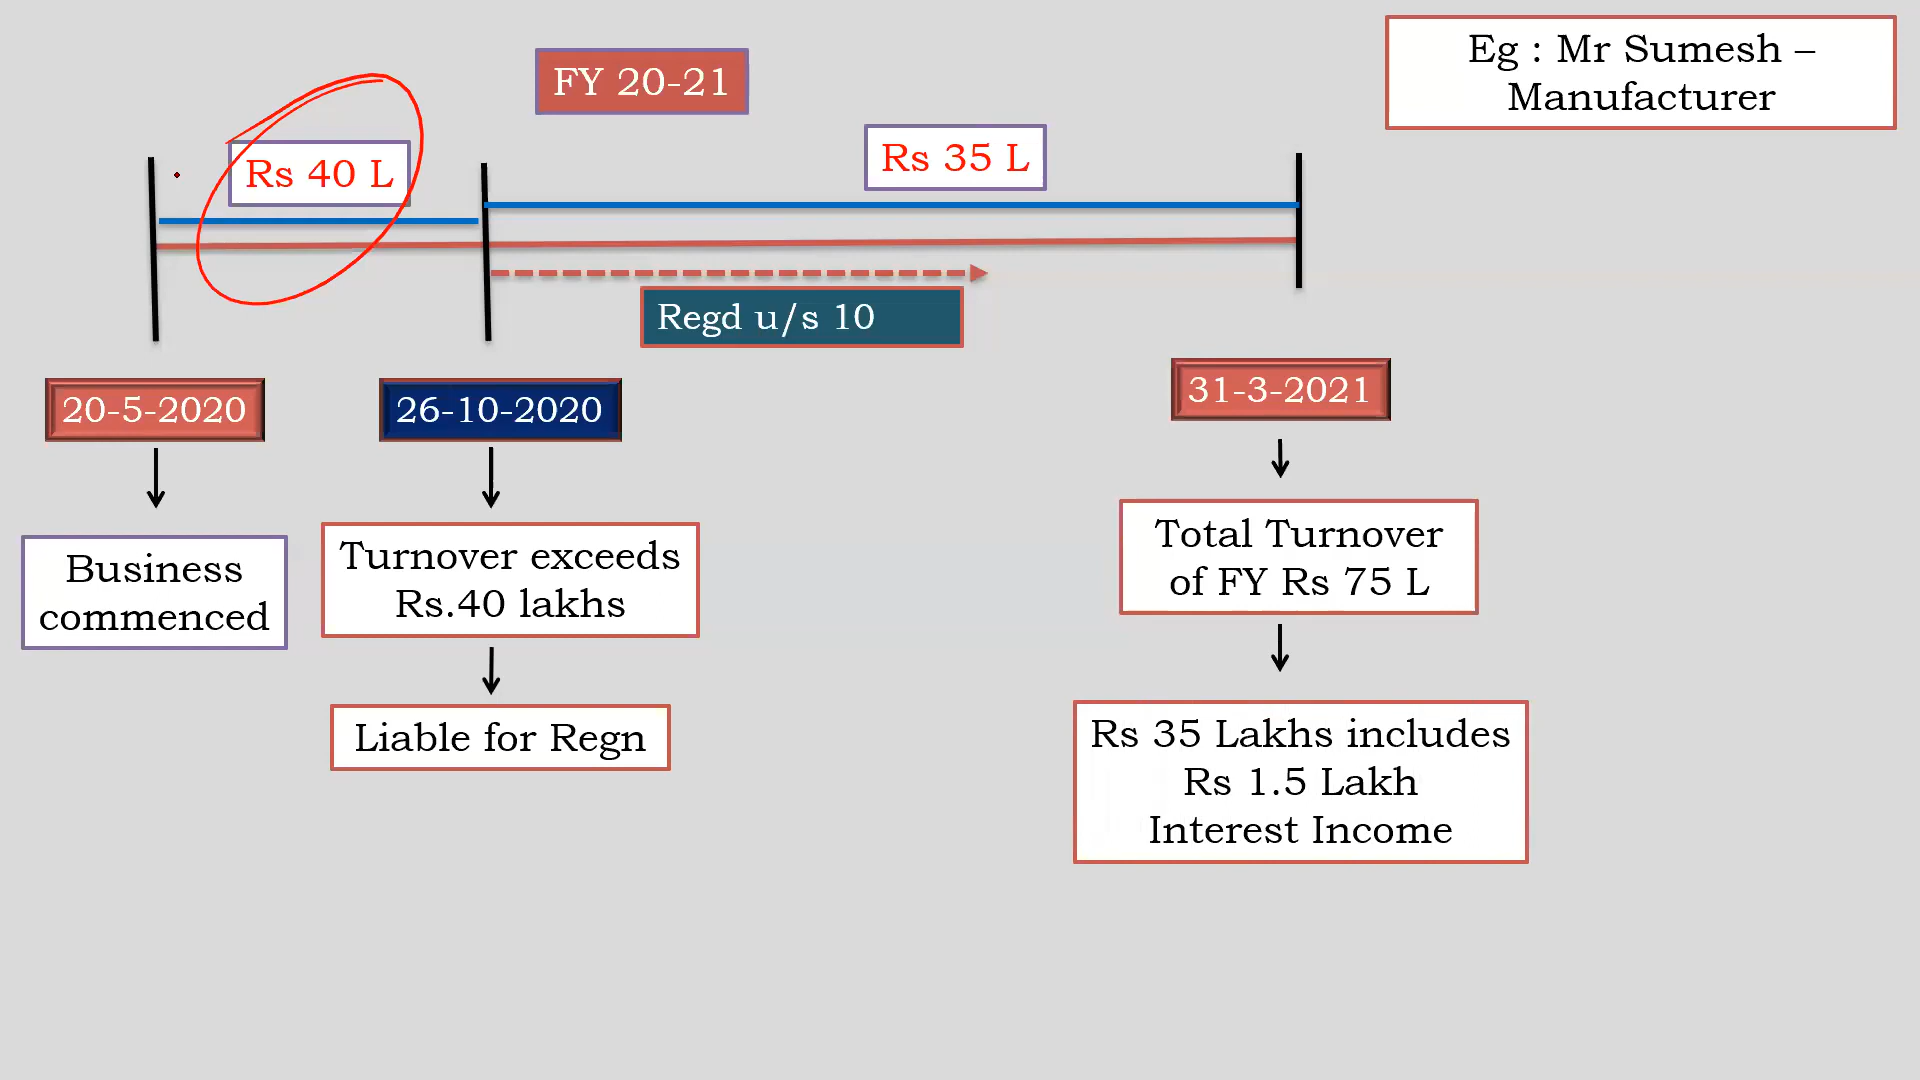 FY 20-21
Eg : Mr Sumesh –
Manufacturer
Rs 40 L
Rs 35 L
Regd u/s 10
20-5-2020
26-10-2020
31-3-2021
Business
commenced
Turnover exceeds
Rs.40 lakhs
Liable for Regn
Total Turnover
of FY Rs 75 L
Rs 35 Lakhs includes
Rs 1.5 Lakh
Interest Income